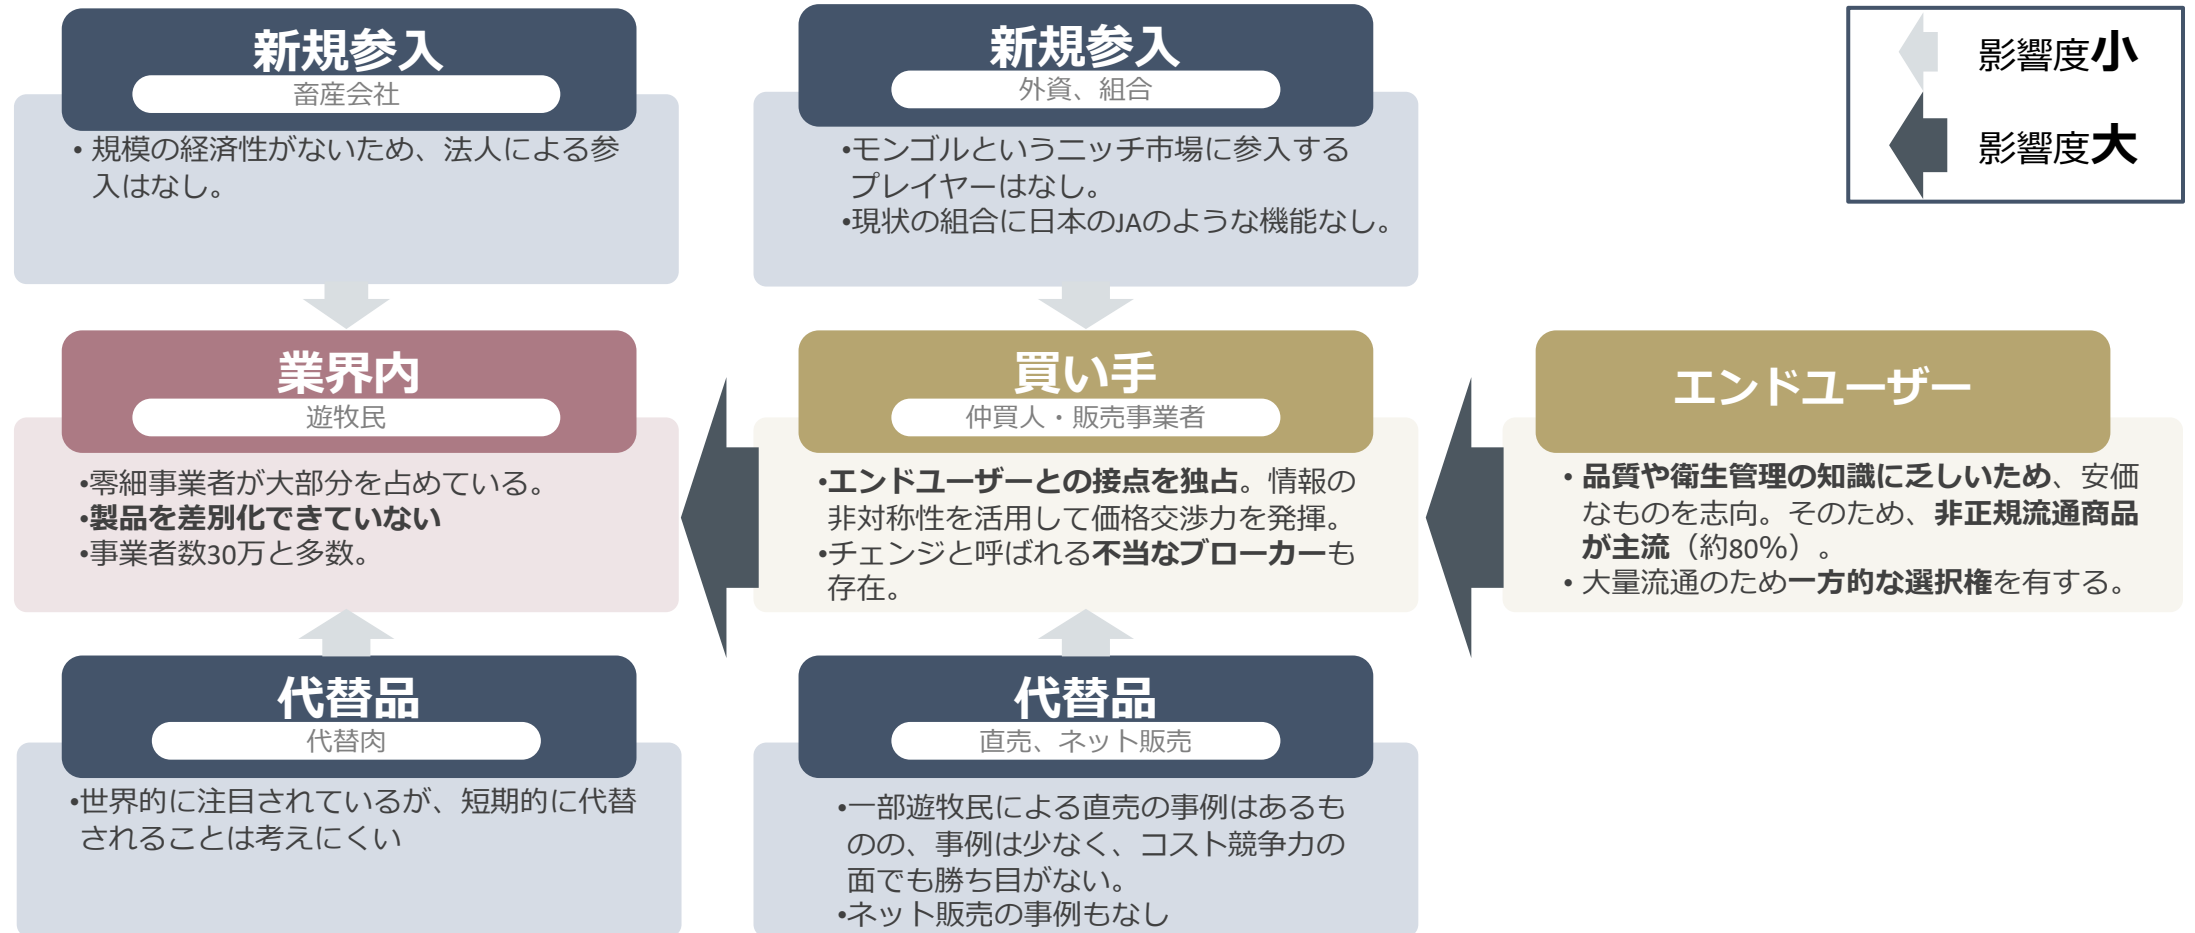 新規参入
畜産会社
• 規模の経済性がないため、法人による参
入はなし。
新規参入
外資、組合
•モンゴルというニッチ市場に参入する
プレイヤーはなし。
•現状の組合に日本のJAのような機能なし。
影響度小
影響度大
業界内
遊牧民
•零細事業者が大部分を占めている。
•製品を差別化できていない
•事業者数30万と多数。
買い手
仲買人・販売事業者
•エンドユーザーとの接点を独占。情報の
非対称性を活用して価格交渉力を発揮。
•チェンジと呼ばれる不当なブローカーも
存在。
エンドユーザー
• 品質や衛生管理の知識に乏しいため、安価
なものを志向。そのため、非正規流通商品
が主流（約80%）。
• 大量流通のため一方的な選択権を有する。
代替品
代替肉
•世界的に注目されているが、短期的に代替
されることは考えにくい
代替品
直売、ネット販売
•一部遊牧民による直売の事例はあるも
のの、事例は少なく、コスト競争力の
面でも勝ち目がない。
•ネット販売の事例もなし